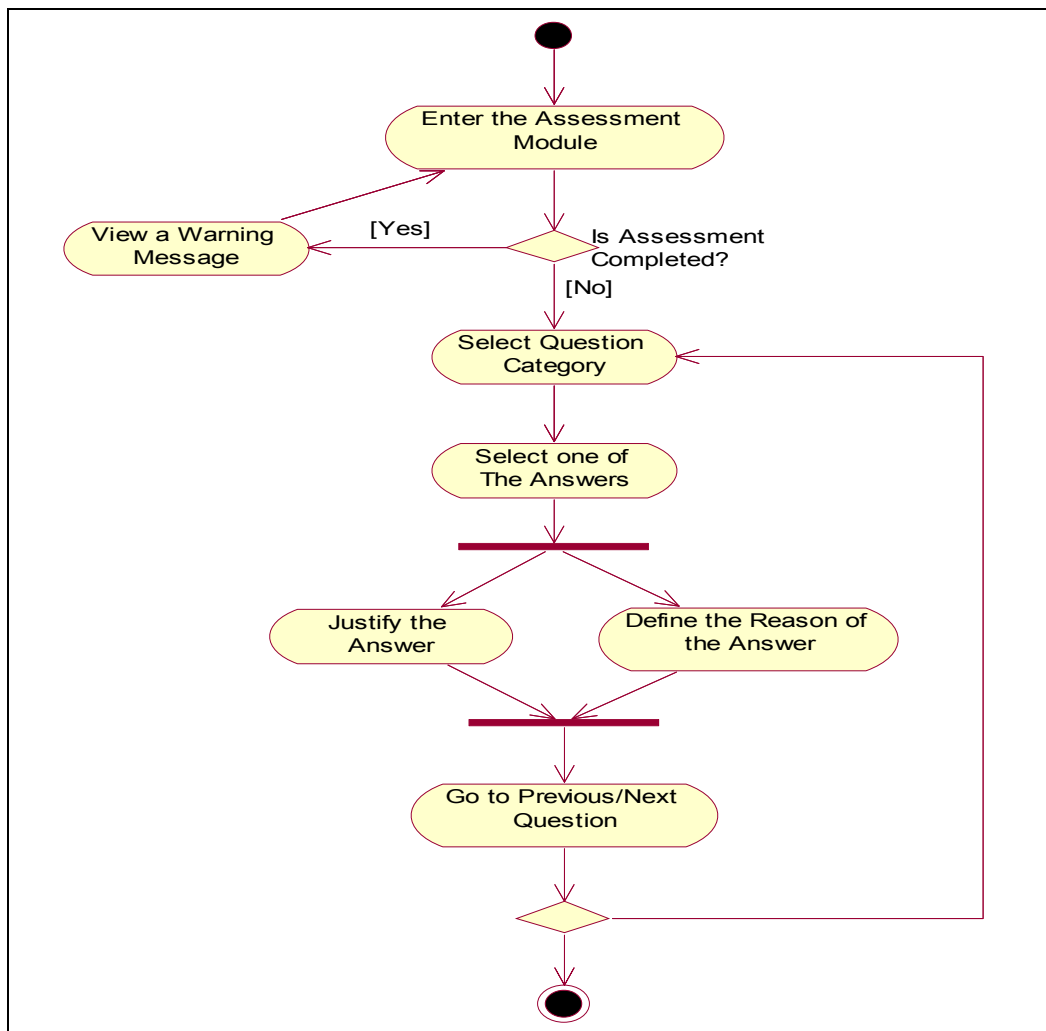 Enter the Assessment
Module
[Yes]
Is Assessment
Completed?
View a Warning
Message
[No]
Select Question
Category
Select one of
The Answers
Justify the
Answer
Define the Reason of
the Answer
Go to Previous/Next
Question